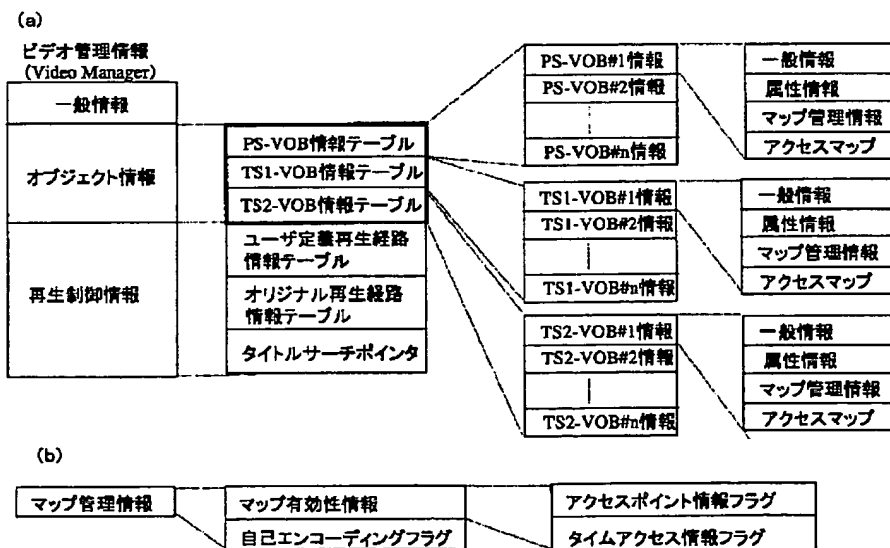 (a)
ビデオ管理情報
(Video Manager)
一般情報
オブジェクト情報
再生制御情報
PS-VOB情報テーブル
TS1-VOB情報テーブル
TS2-VOB情報テーブル
ユーザ定義再生経路
情報テーブル
オリジナル再生経路
情報テーブル
タイトルサーチポインタ
PS-VOB#1情報
PS-VOB#2情報
PS-VOB#n情報
一般情報
属性情報
マップ管理情報
アクセスマップ
TS1-VOB#1情報
TS1-VOB#2情報
TS1-VOB#n情報
一般情報
属性情報
マップ管理情報
アクセスマップ
TS2-VOB#1情報
TS2-VOB#2情報
TS2-VOB#n情報
一般情報
属性情報
マップ管理情報
アクセスマップ
(b)
マップ管理情報
マップ有効性情報
自己エンコーディングフラグ
アクセスポイント情報フラグ
タイムアクセス情報フラグ